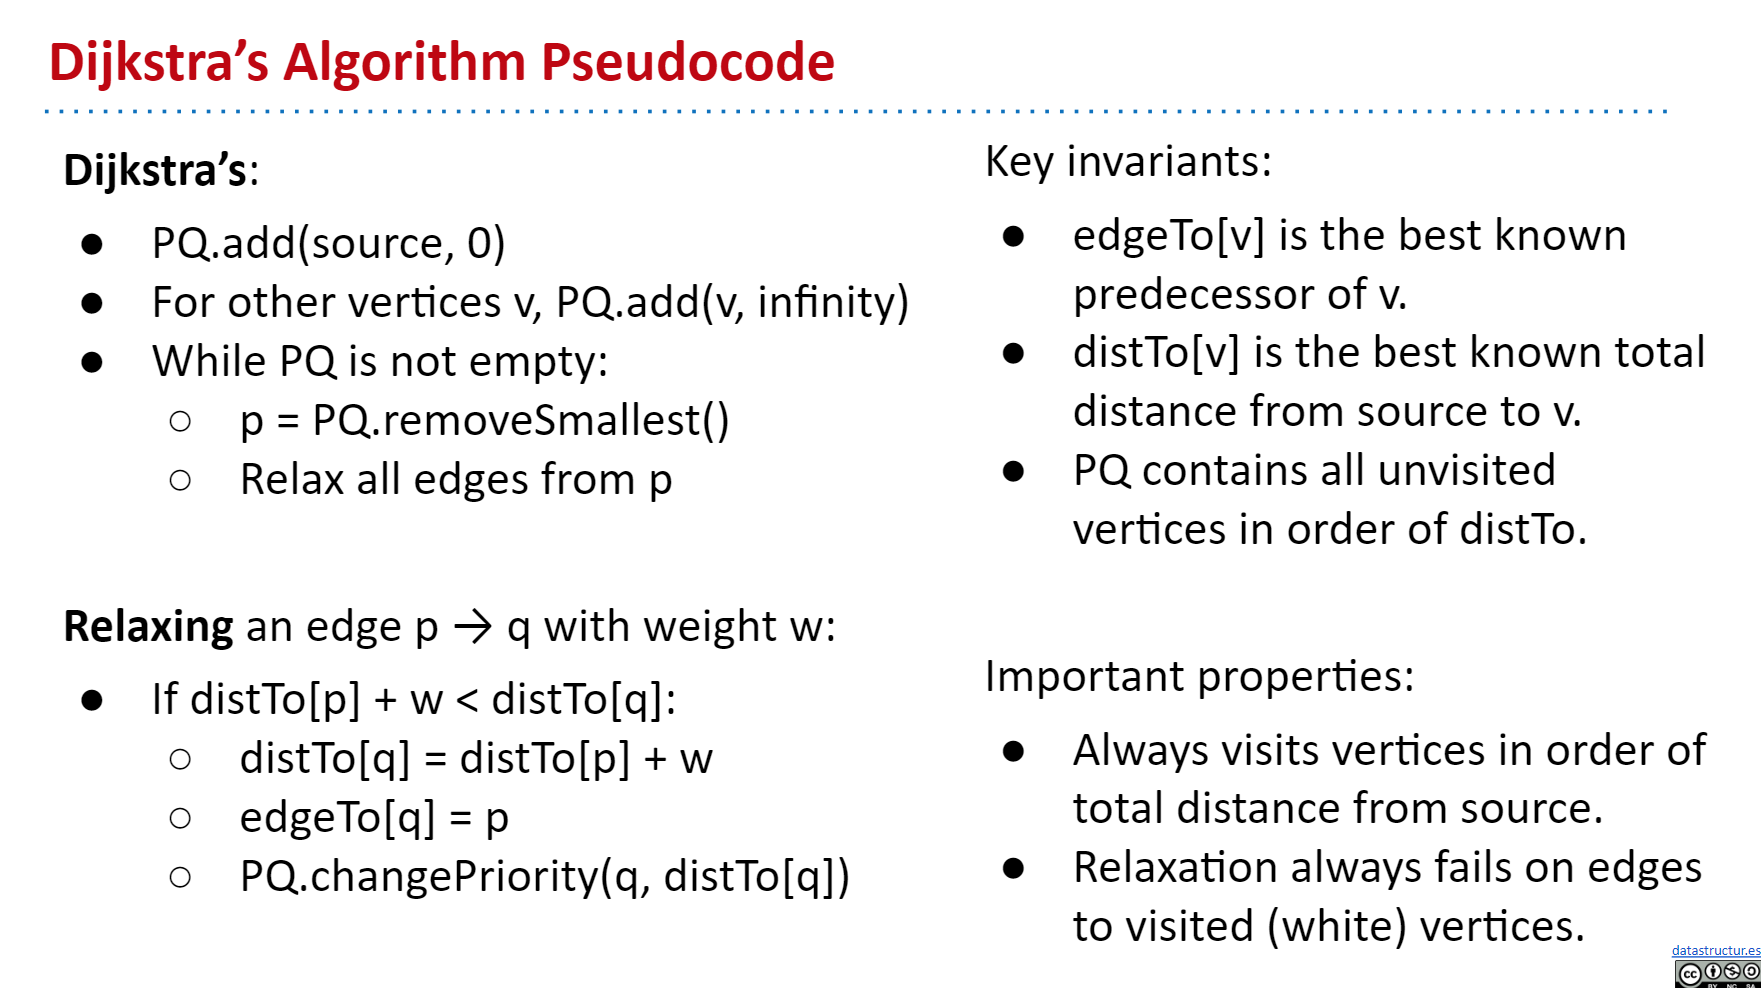 Dijkstra’s Algorithm Pseudocode
Dijkstra’s:
● PQ.add(source, 0)
● For other vertices v, PQ.add(v, infinity)
● While PQ is not empty:
○ p = PQ.removeSmallest()
○ Relax all edges from p
Relaxing an edge p → q with weight w:
● If distTo[p] + w < distTo[q]:
○ distTo[q] = distTo[p] + w
○ edgeTo[q] = p
○ PQ.changePriority(q, distTo[q])
Key invariants:
● edgeTo[v] is the best known
predecessor of v.
● distTo[v] is the best known total
distance from source to v.
● PQ contains all unvisited
vertices in order of distTo.
Important properties:
● Always visits vertices in order of
total distance from source.
● Relaxation always fails on edges
to visited (white) vertices.
datastructur.es
cc
BY NC SA